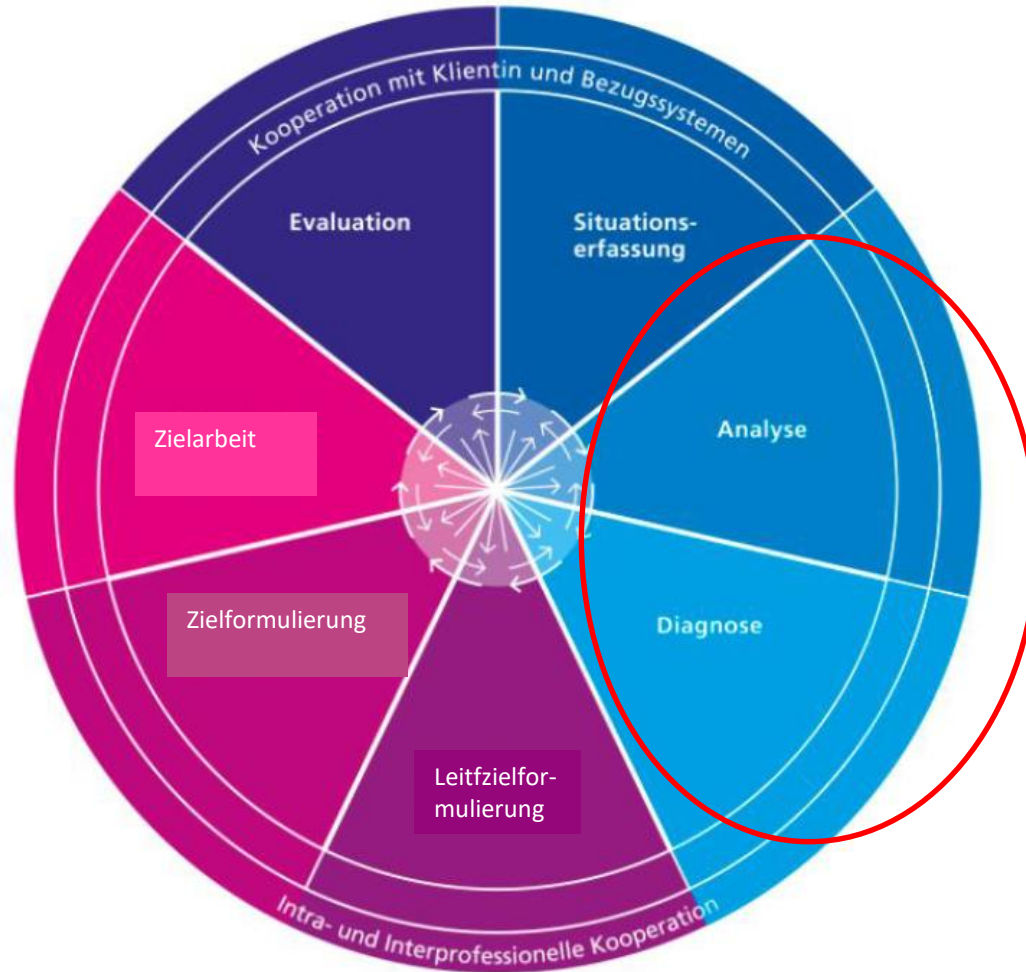 Kooperation mit Klientin und Bezugssystemen
Evaluation
Situations-
erfassung
Analyse
Diagnose
Leitfzielfor-
mulierung
Zielformulierung
Zielarbeit
Intra- und Interprofessionelle Kooperation